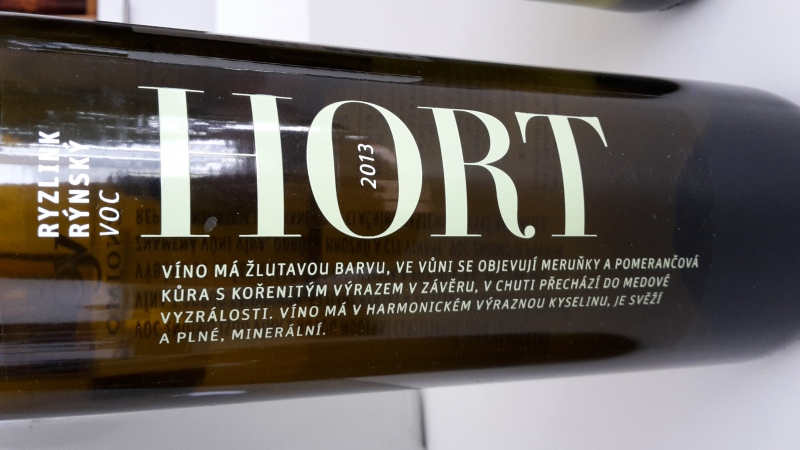 RYZLINK
RÝNSKÝ
VOC
HORT
2013
VÍNO MÁ ŽLUTAVOU BARVU, VE VŮNI SE OBJEVUJÍ MERUŇKY A POMERANČOVÁ
KŮRA S KOŘENITÝM VÝRAZEM V ZÁVĚRU, V CHUTI PŘECHÁZÍ DO MEDOVÉ
VYZRÁLOSTI. VÍNO MÁ V HARMONICKÉM VÝRAZNOU KYSELINU, JE SVĚŽÍ
A PLNÉ, MINERÁLNÍ.